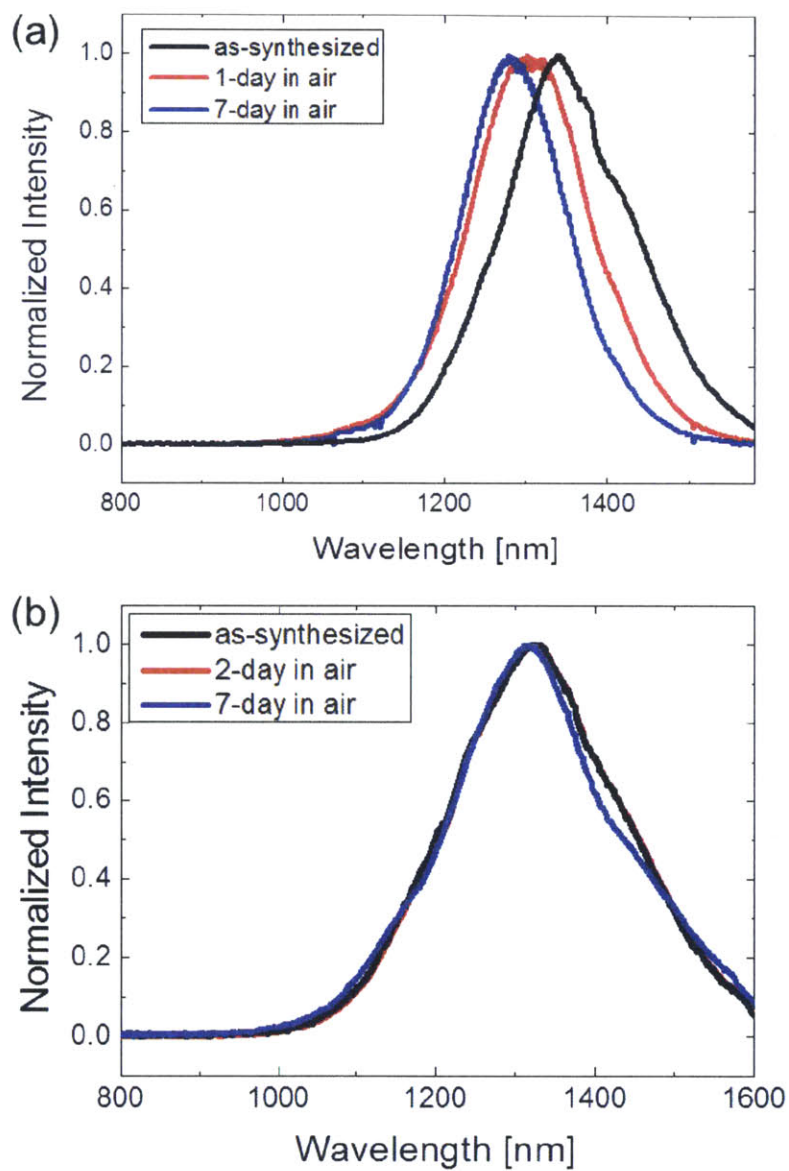 (a)
as-synthesized
1-day in air
7-day in air
1.0
0.8
0.6
0.4
0.2
0.0
Normalized Intensity
800 1000 1200 1400
Wavelength [nm]
(b)
as-synthesized
2-day in air
7-day in air
1.0
0.8
0.6
0.4
0.2
0.0
Normalized Intensity
800 1000 1200 1400 1600
Wavelength [nm]